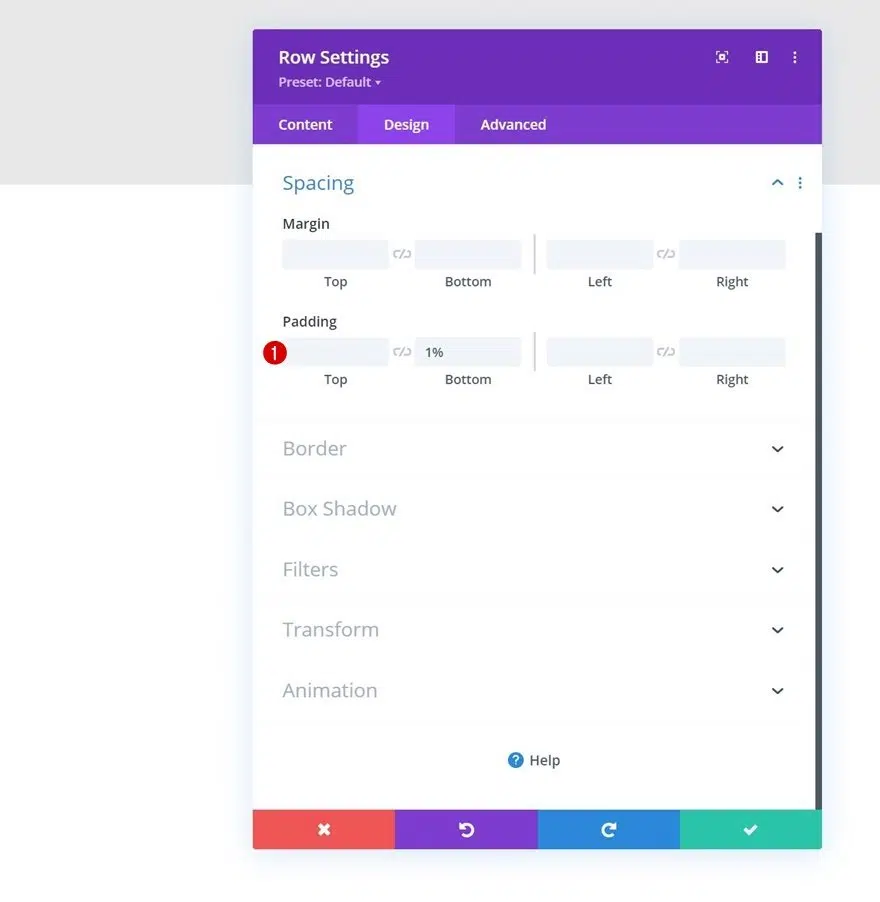 Row Settings
Preset: Default
Content Design Advanced
Spacing
Margin
Top Bottom Left Right
Padding
1 1%
Top Bottom Left Right
Border
Box Shadow
Filters
Transform
Animation
? Help